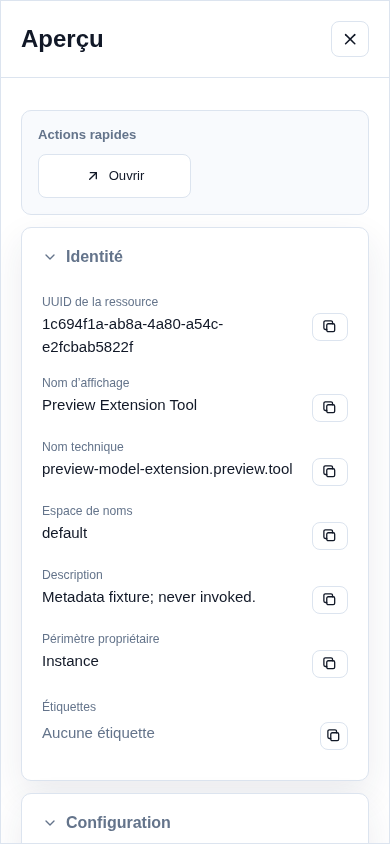 Aperçu
Actions rapides
Ouvrir
Identité
UUID de la ressource
1c694f1a-ab8a-4a80-a54c-
e2fcbab5822f
Nom d’affichage
Preview Extension Tool
Nom technique
preview-model-extension.preview.tool
Espace de noms
default
Description
Metadata fixture; never invoked.
Périmètre propriétaire
Instance
Étiquettes
Aucune étiquette
Configuration